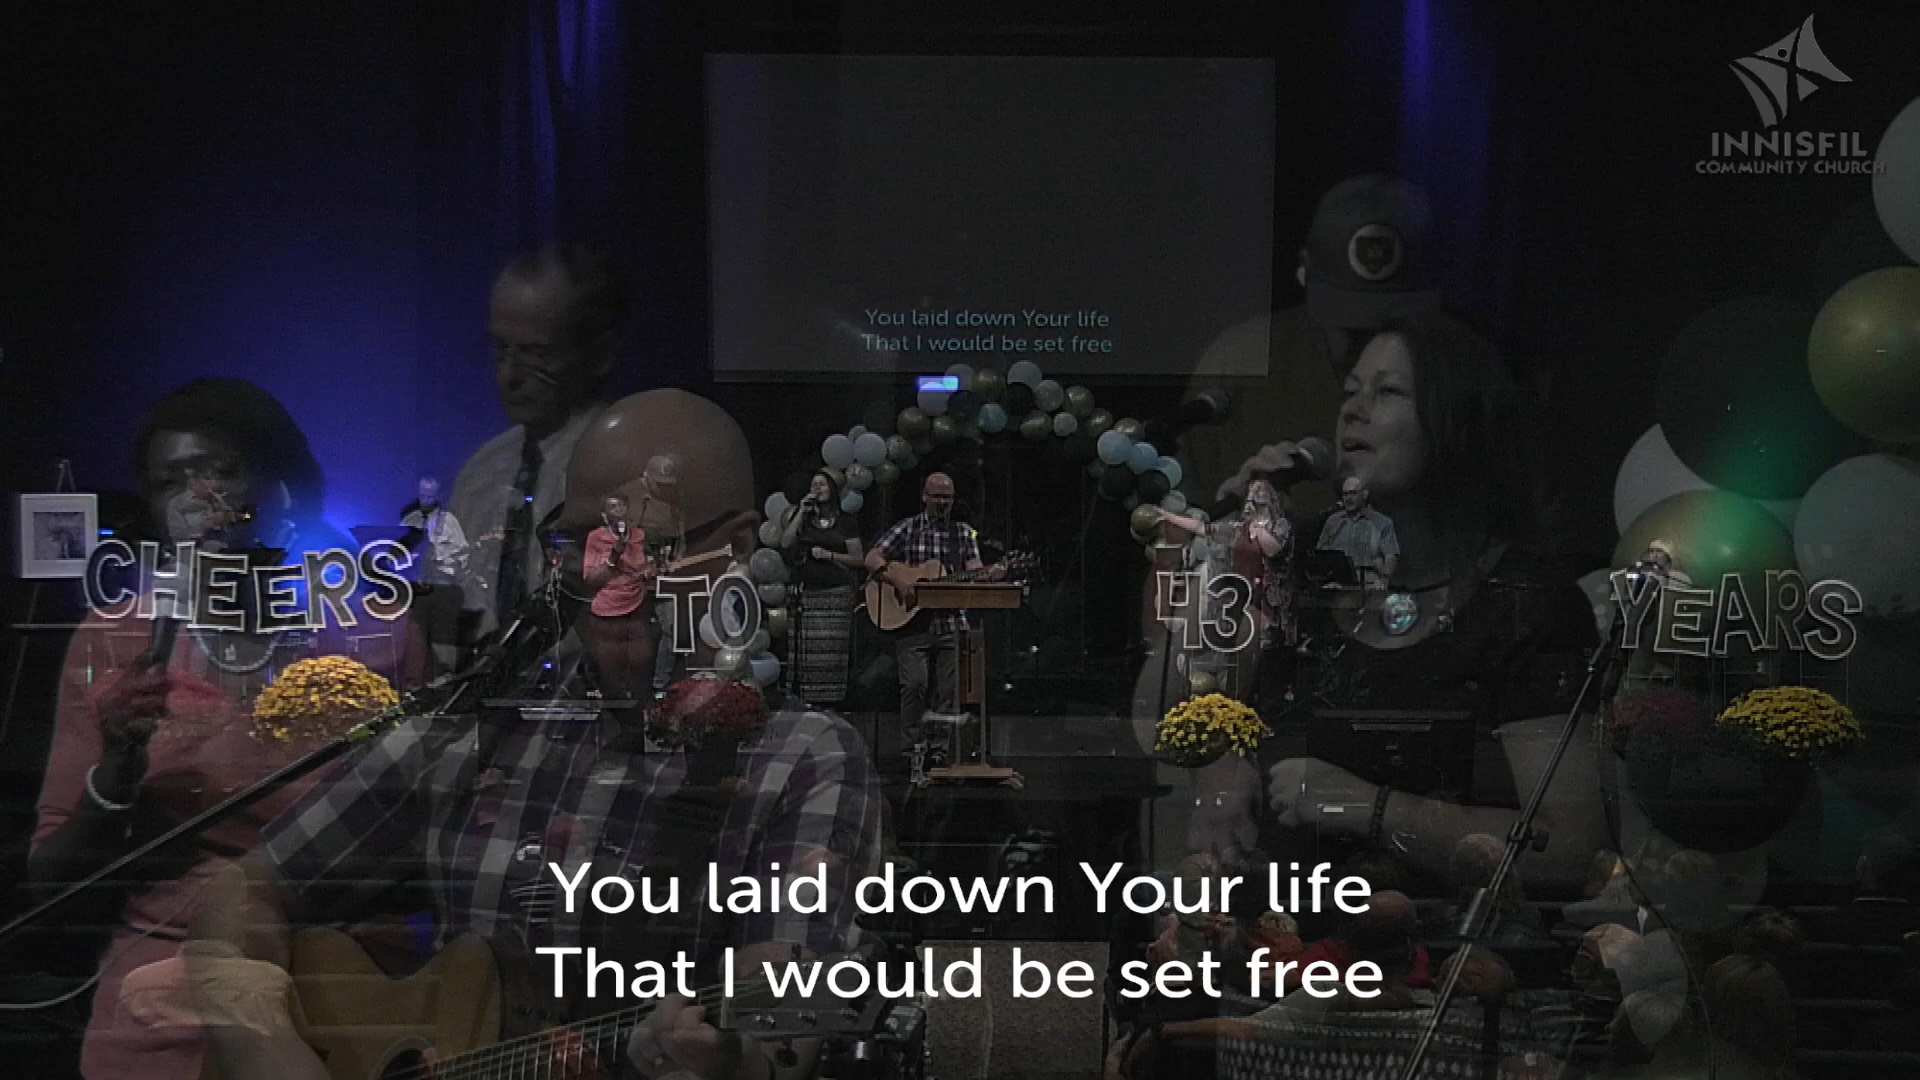 INNISFIL
COMMUNITY CHURCH
You laid down Your life
That I would be set free
CHEERS TO 43 YEARS
You laid down Your life
That I would be set free